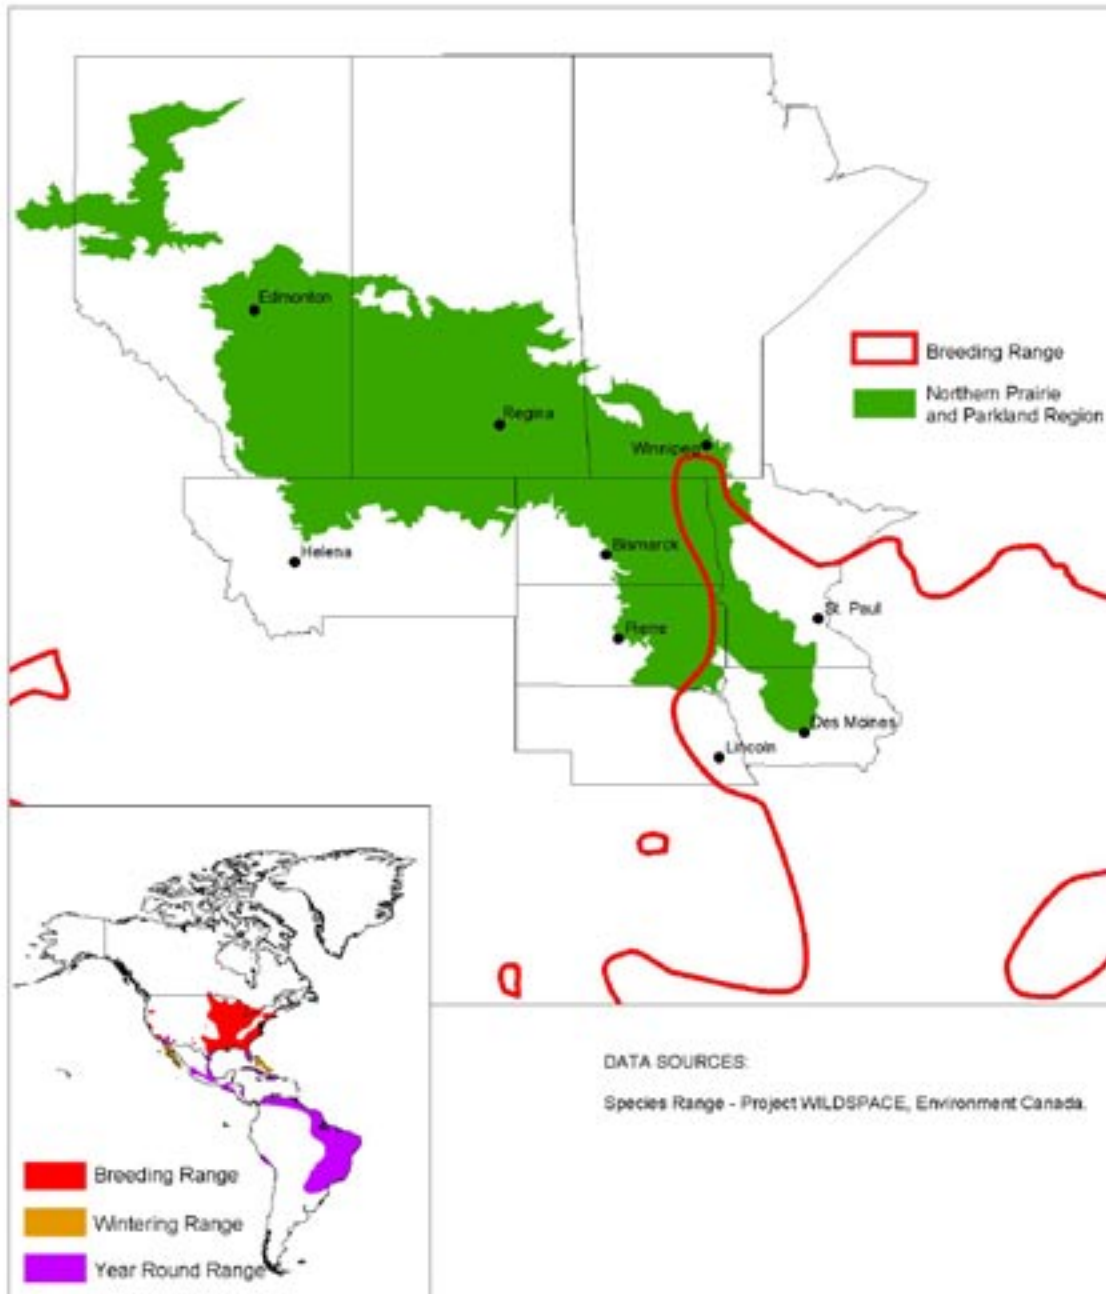 Edmonton
Breeding Range
Northern Prairie
and Parkland Region
Regina
Winnipeg
Helena
Bismarck
St. Paul
Pierre
Des Moines
Lincoln
DATA SOURCES:
Species Range - Project WILDSPACE, Environment Canada.
Breeding Range
Wintering Range
Year Round Range